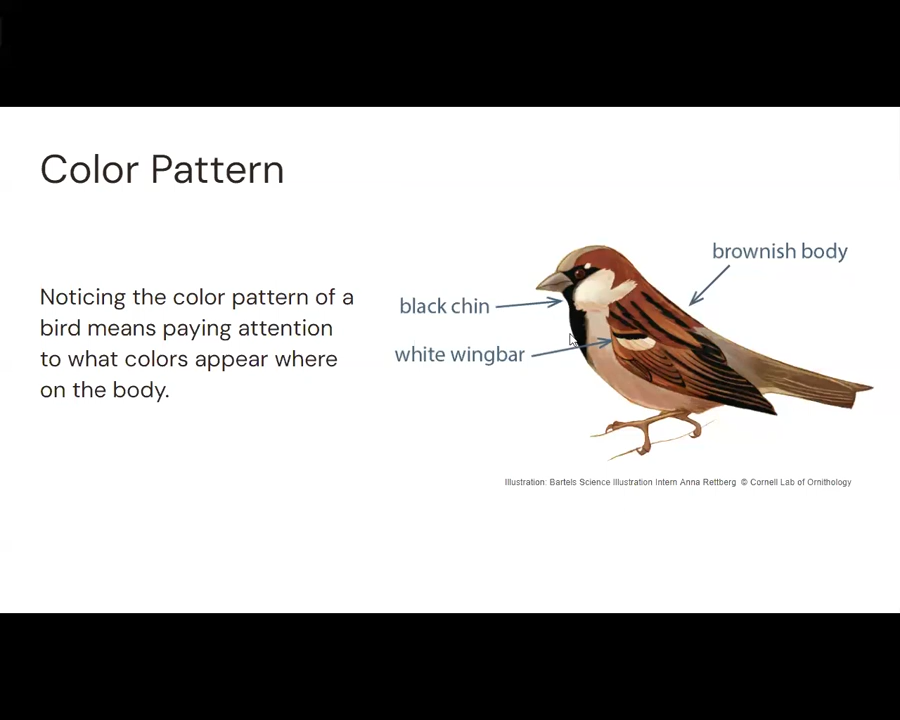 Color Pattern
Noticing the color pattern of a
bird means paying attention
to what colors appear where
on the body.
brownish body
black chin
white wingbar
Illustration: Bartels Science Illustration Intern Anna Rettberg © Cornell Lab of Ornithology